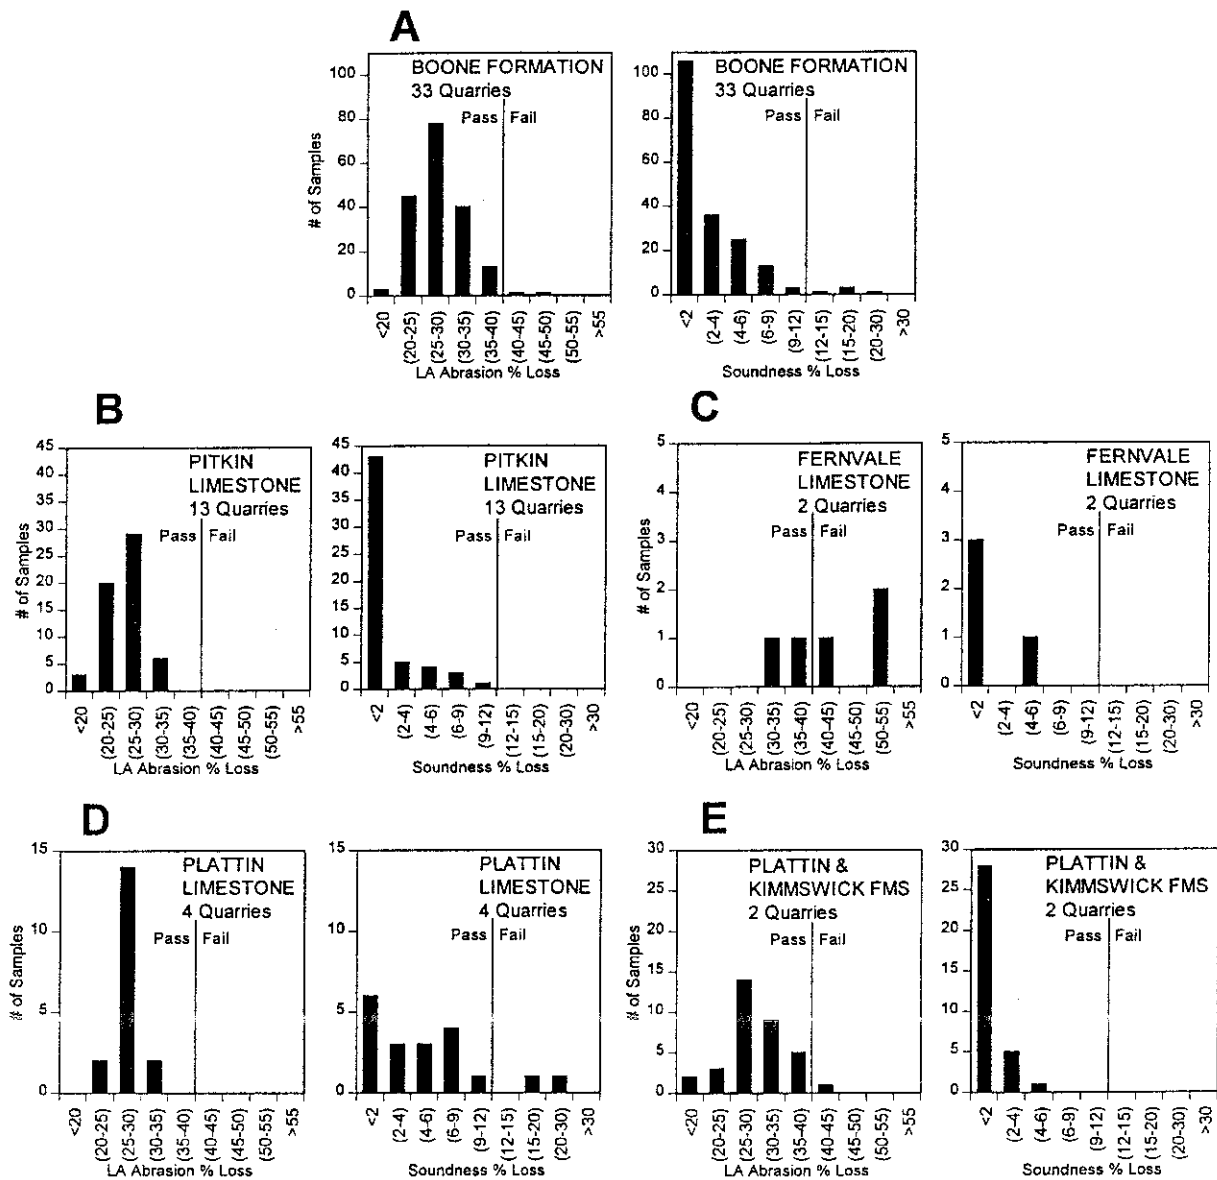 A
BOONE FORMATION
33 Quarries
Pass Fail
100
80
60
40
20
0
# of Samples
<20
(20-25)
(25-30)
(30-35)
(35-40)
(40-45)
(45-50)
(50-55)
>55
LA Abrasion % Loss
BOONE FORMATION
33 Quarries
Pass Fail
100
80
60
40
20
0
<2
(2-4)
(4-6)
(6-9)
(9-12)
(12-15)
(15-20)
(20-30)
>30
Soundness % Loss
B
PITKIN
LIMESTONE
13 Quarries
Pass Fail
45
40
35
30
25
20
15
10
5
0
# of Samples
<20
(20-25)
(25-30)
(30-35)
(35-40)
(40-45)
(45-50)
(50-55)
>55
LA Abrasion % Loss
PITKIN
LIMESTONE
13 Quarries
Pass Fail
45
40
35
30
25
20
15
10
5
0
<2
(2-4)
(4-6)
(6-9)
(9-12)
(12-15)
(15-20)
(20-30)
>30
Soundness % Loss
C
FERNVALE
LIMESTONE
2 Quarries
Pass Fail
5
4
3
2
1
0
# of Samples
<20
(20-25)
(25-30)
(30-35)
(35-40)
(40-45)
(45-50)
(50-55)
>55
LA Abrasion % Loss
FERNVALE
LIMESTONE
2 Quarries
Pass Fail
5
4
3
2
1
0
<2
(2-4)
(4-6)
(6-9)
(9-12)
(12-15)
(15-20)
(20-30)
>30
Soundness % Loss
D
PLATTIN
LIMESTONE
4 Quarries
Pass Fail
15
10
5
0
# of Samples
<20
(20-25)
(25-30)
(30-35)
(35-40)
(40-45)
(45-50)
(50-55)
>55
LA Abrasion % Loss
PLATTIN
LIMESTONE
4 Quarries
Pass Fail
15
10
5
0
<2
(2-4)
(4-6)
(6-9)
(9-12)
(12-15)
(15-20)
(20-30)
>30
Soundness % Loss
E
PLATTIN &
KIMMSWICK FMS
2 Quarries
Pass Fail
30
25
20
15
10
5
0
# of Samples
<20
(20-25)
(25-30)
(30-35)
(35-40)
(40-45)
(45-50)
(50-55)
>55
LA Abrasion % Loss
PLATTIN &
KIMMSWICK FMS
2 Quarries
Pass Fail
30
25
20
15
10
5
0
<2
(2-4)
(4-6)
(6-9)
(9-12)
(12-15)
(15-20)
(20-30)
>30
Soundness % Loss